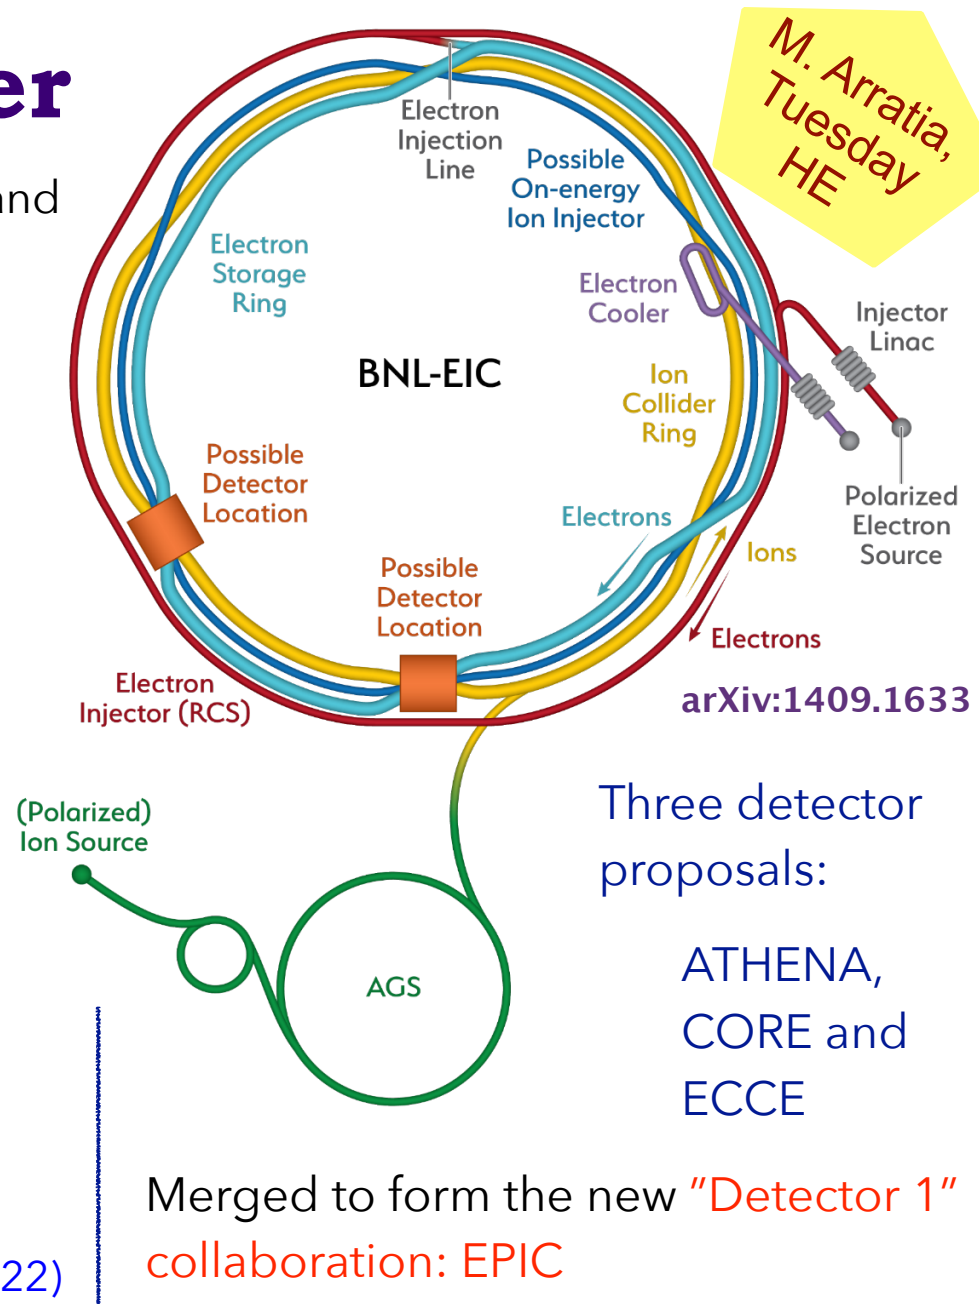 er
and
M. Arratia,
Tuesday
HE
Electron
Injection
Line
Possible
On-energy
Ion Injector
Electron
Storage
Ring
Electron
Cooler
Injector
Linac
BNL-EIC
Ion
Collider
Ring
Possible
Detector
Location
Polarized
Electron
Source
Electrons
Ions
Possible
Detector
Location
Electrons
Electron
Injector (RCS)
arXiv:1409.1633
(Polarized)
Ion Source
Three detector
proposals:
AGS
ATHENA,
CORE and
ECCE
Merged to form the new "Detector 1"
collaboration: EPIC
22)